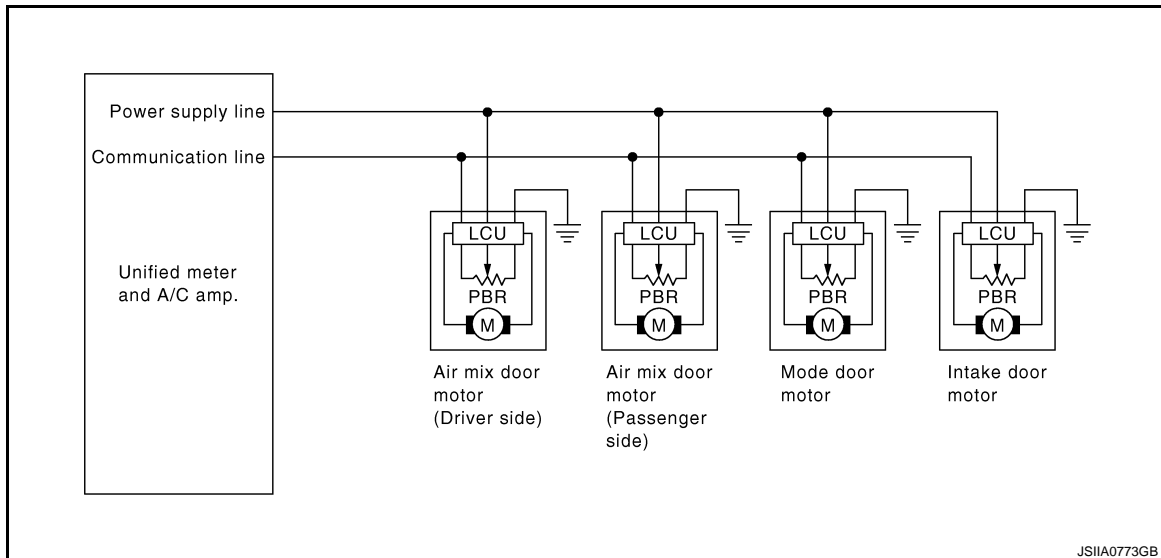 Power supply line
Communication line
Unified meter
and A/C amp.
LCU
PBR
M
Air mix door
motor
(Driver side)
LCU
PBR
M
Air mix door
motor
(Passenger
side)
LCU
PBR
M
Mode door
motor
LCU
PBR
M
Intake door
motor
JSIIA0773GB